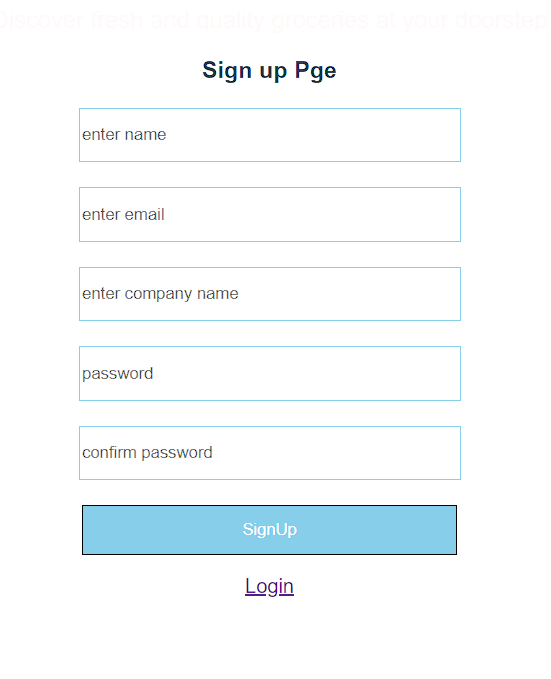 Discover fresh and quality groceries at your doorstep
Sign up Pge
enter name
enter email
enter company name
password
confirm password
SignUp
Login